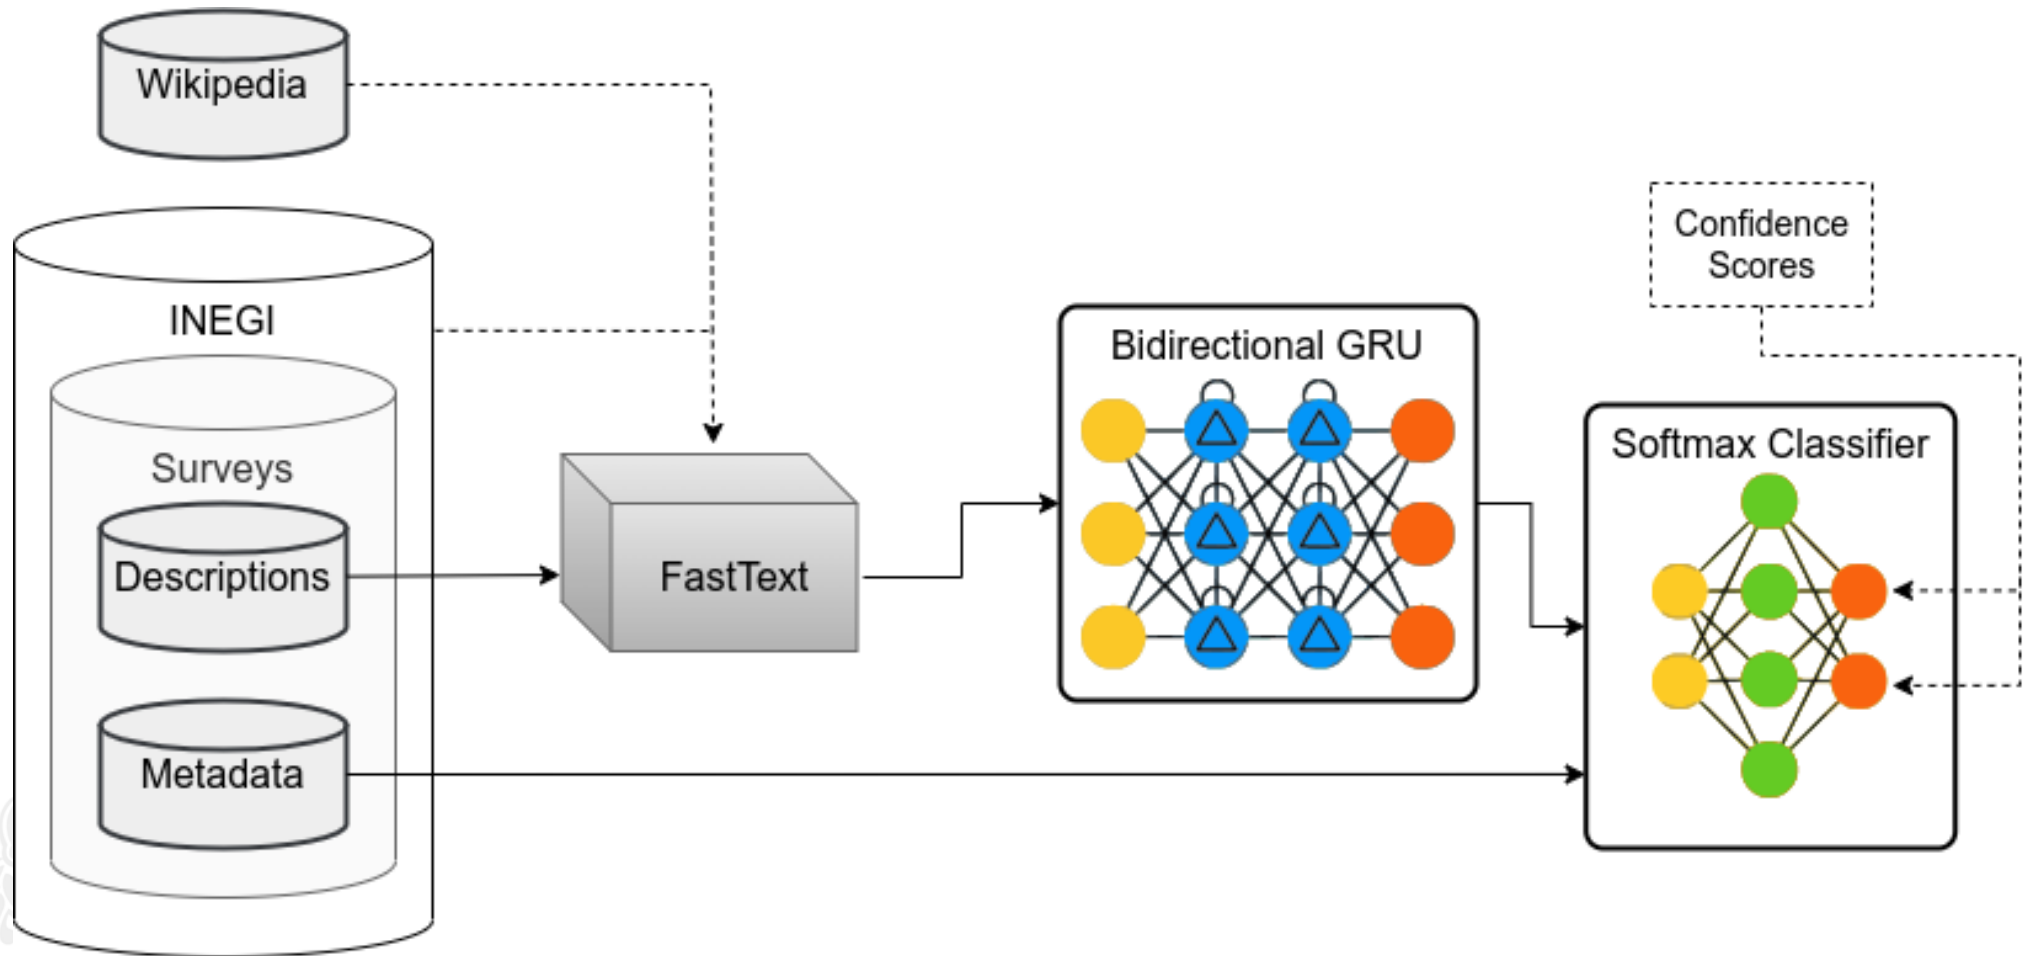 Wikipedia
INEGI
Surveys
Descriptions
Metadata
FastText
Bidirectional GRU
Confidence
Scores
Softmax Classifier